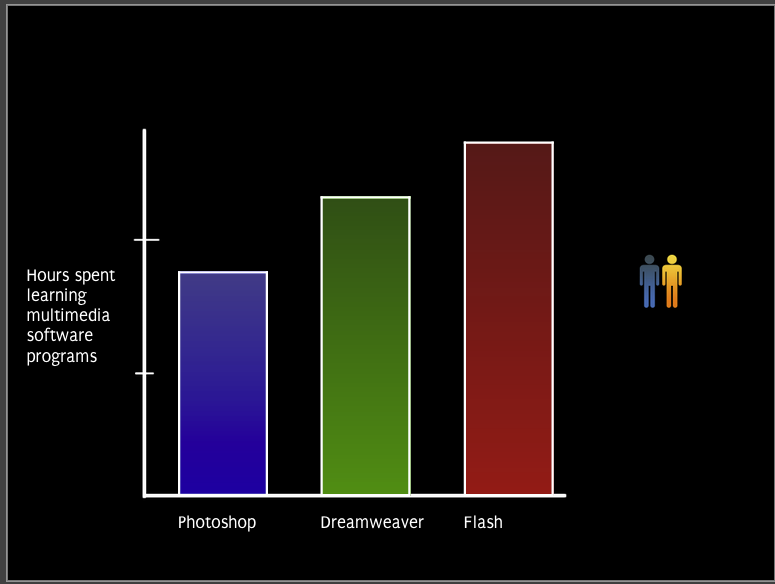 Hours spent
learning
multimedia
software
programs
Photoshop
Dreamweaver
Flash